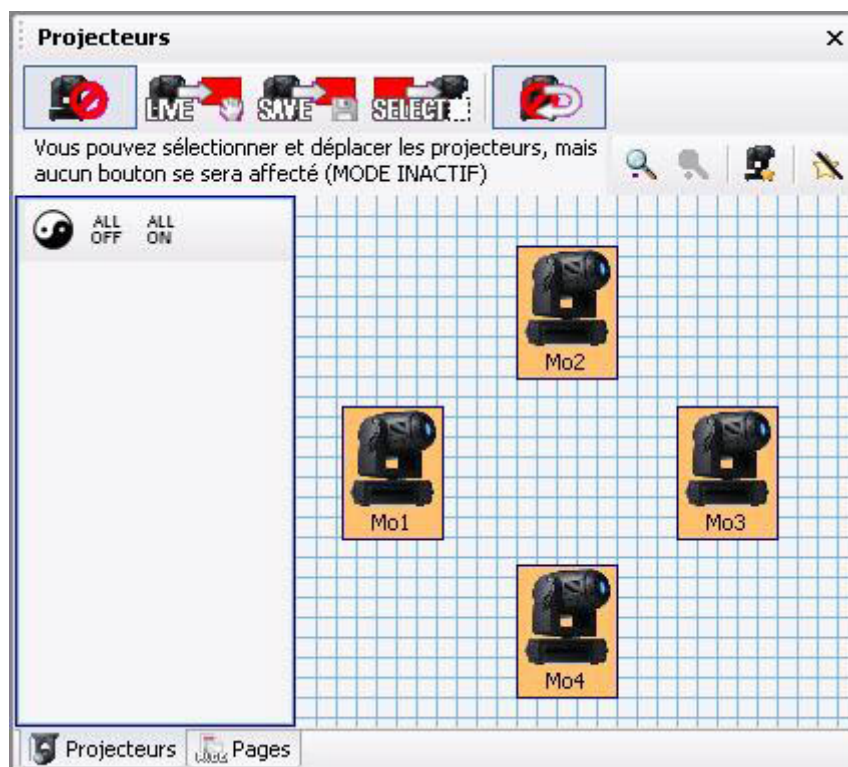 Projecteurs
LIVE SAVE SELECT
Vous pouvez sélectionner et déplacer les projecteurs, mais
aucun bouton se sera affecté (MODE INACTIF)
ALL OFF ALL ON
Mo2
Mo1 Mo3
Mo4
Projecteurs Pages